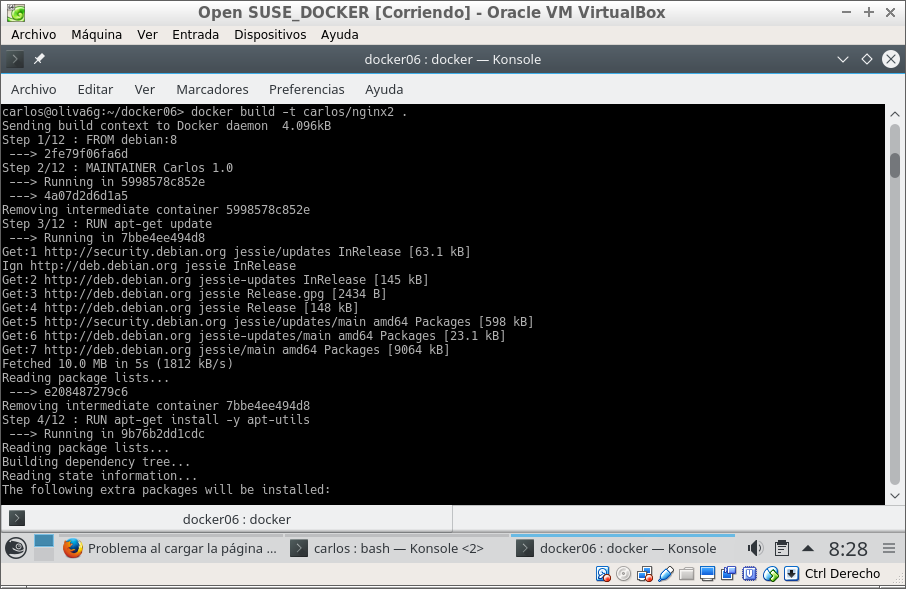 Open SUSE_DOCKER [Corriendo] - Oracle VM VirtualBox
Archivo Máquina Ver Entrada Dispositivos Ayuda
docker06 : docker — Konsole
Archivo Editar Ver Marcadores Preferencias Ayuda
carlos@oliva6g:~/docker06> docker build -t carlos/nginx2 .
Sending build context to Docker daemon  4.096kB
Step 1/12 : FROM debian:8
 ---> 2fe79f06fa6d
Step 2/12 : MAINTAINER Carlos 1.0
 ---> Running in 5998578c852e
 ---> 4a07d2d6d1a5
Removing intermediate container 5998578c852e
Step 3/12 : RUN apt-get update
 ---> Running in 7bbe4ee494d8
Get:1 http://security.debian.org jessie/updates InRelease [63.1 kB]
Ign http://deb.debian.org jessie InRelease
Get:2 http://deb.debian.org jessie-updates InRelease [145 kB]
Get:3 http://deb.debian.org jessie Release.gpg [2434 B]
Get:4 http://deb.debian.org jessie Release [148 kB]
Get:5 http://security.debian.org jessie/updates/main amd64 Packages [598 kB]
Get:6 http://deb.debian.org jessie-updates/main amd64 Packages [23.1 kB]
Get:7 http://deb.debian.org jessie/main amd64 Packages [9064 kB]
Fetched 10.0 MB in 5s (1812 kB/s)
Reading package lists...
 ---> e208487279c6
Removing intermediate container 7bbe4ee494d8
Step 4/12 : RUN apt-get install -y apt-utils
 ---> Running in 9b76b2dd1cdc
Reading package lists...
Building dependency tree...
Reading state information...
The following extra packages will be installed:
docker06 : docker
Problema al cargar la página ... carlos : bash — Konsole <2> docker06 : docker — Konsole 8:28
Ctrl Derecho